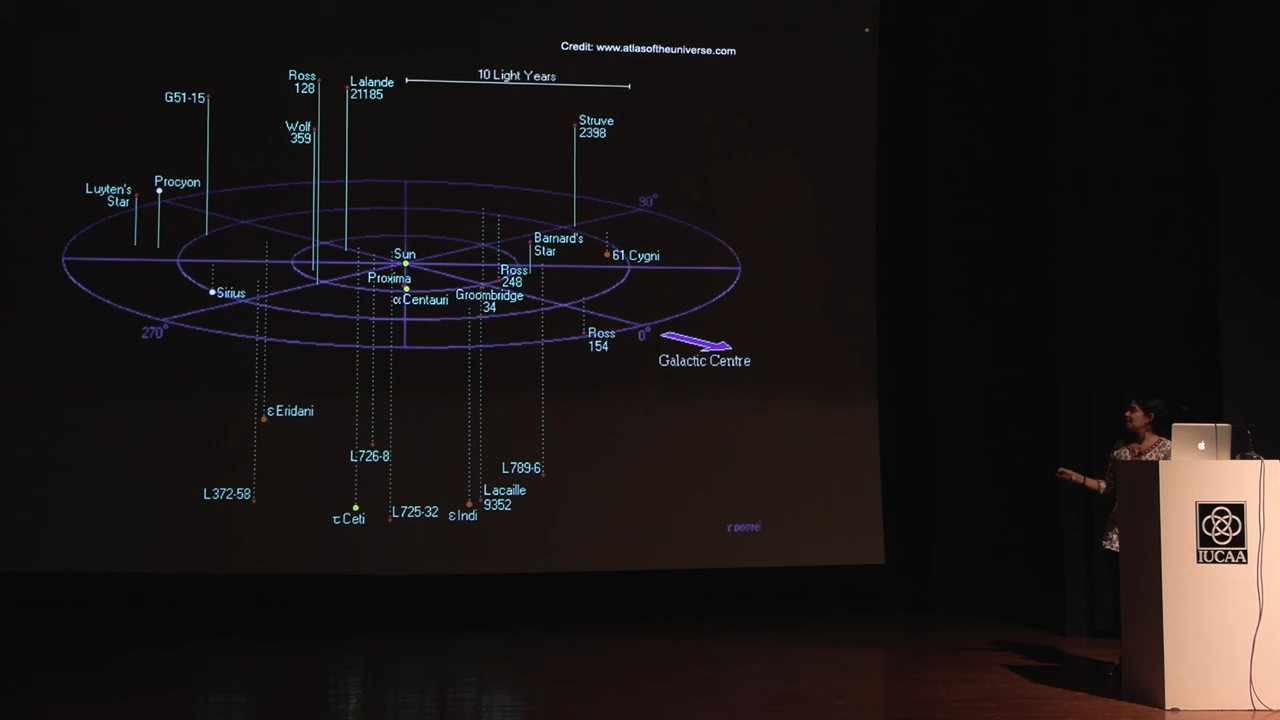 Credit: www.atlasoftheuniverse.com
10 Light Years
Ross
128
Lalande
21185
G51-15
Wolf
359
Struve
2398
Luyten's
Star
Procyon
90°
Sun
Barnard's
Star
61 Cygni
Proxima
Ross
248
Sirius
α Centauri
Groombridge
34
270°
0°
Ross
154
Galactic Centre
ε Eridani
L726-8
L789-6
L372-58
Lacaille
9352
τ Ceti
L725-32
ε Indi
IUCAA